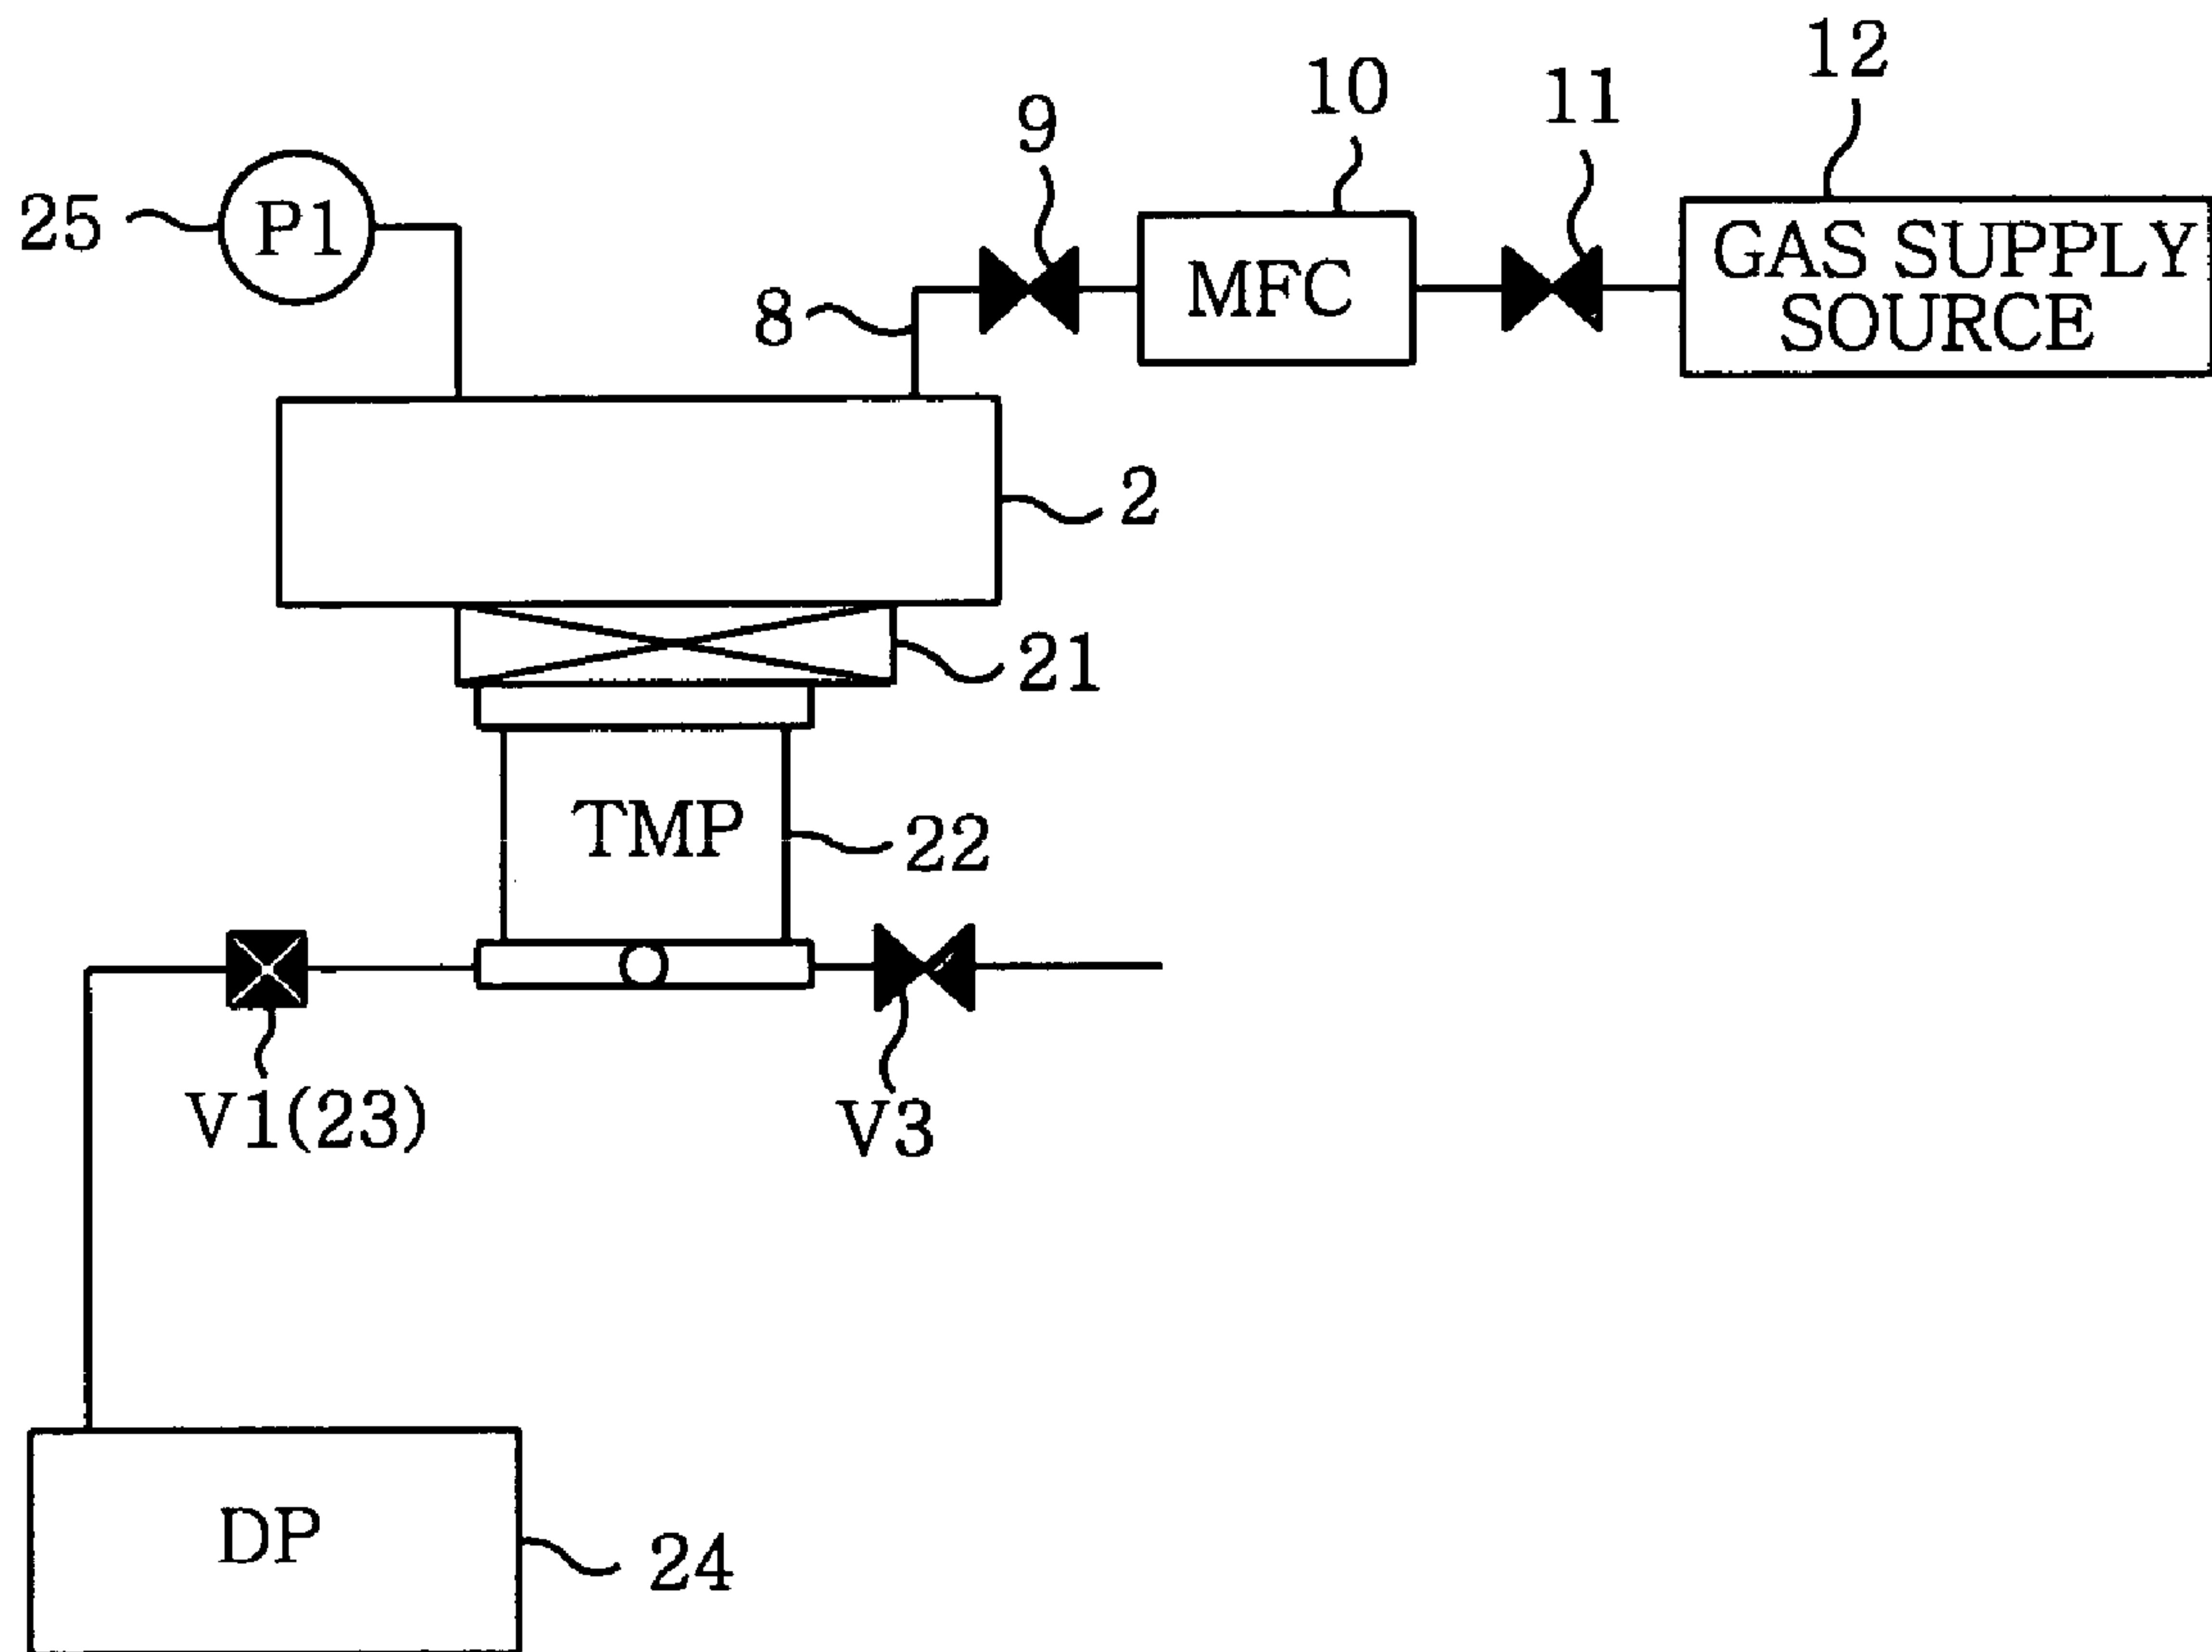 12
10
11
9
25
P1
GAS SUPPLY
SOURCE
MFC
8
2
21
TMP
22
V1(23)
V3
DP
24